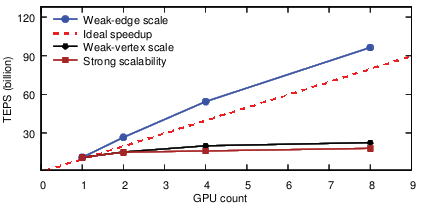 120
90
60
30
TEPS (billion)
Weak-edge scale
Ideal speedup
Weak-vertex scale
Strong scalability
0 1 2 3 4 5 6 7 8 9
GPU count